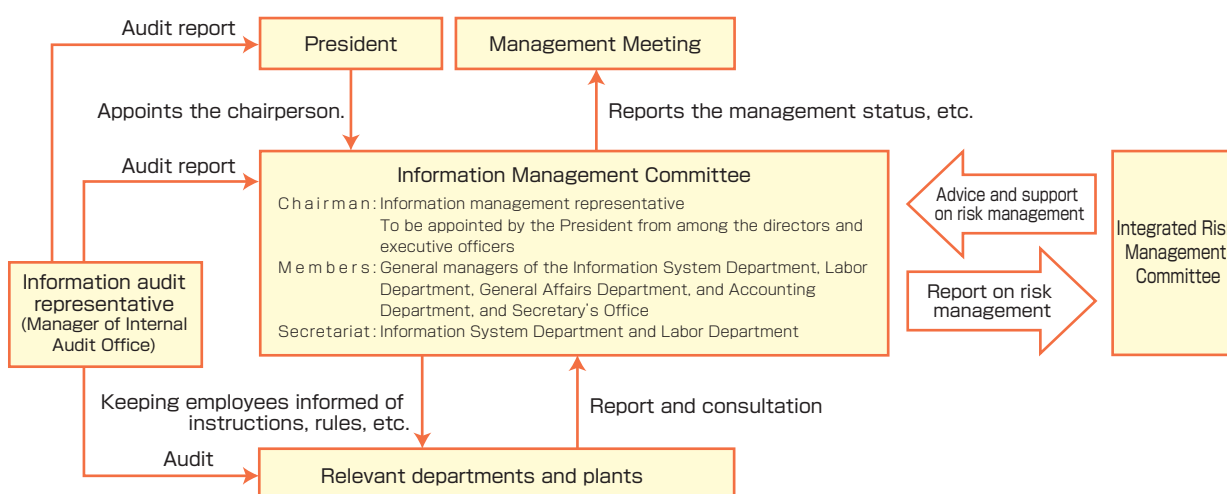 Audit report
President
Management Meeting
Appoints the chairperson.
Reports the management status, etc.
Audit report
Information Management Committee
Chairman: Information management representative
To be appointed by the President from among the directors and
executive officers
Members: General managers of the Information System Department, Labor
Department, General Affairs Department, and Accounting
Department, and Secretary's Office
Secretariat: Information System Department and Labor Department
Advice and support
on risk management
Report on risk
management
Integrated Risk
Management
Committee
Information audit
representative
(Manager of Internal
Audit Office)
Keeping employees informed of
instructions, rules, etc.
Report and consultation
Audit
Relevant departments and plants